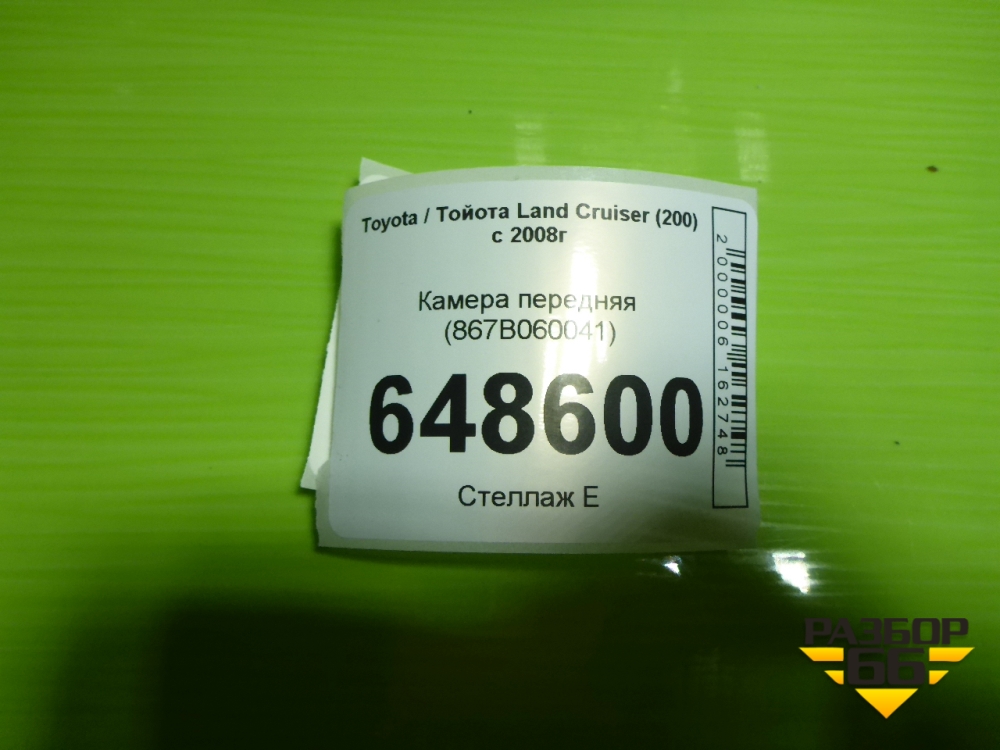 Toyota / Тойота Land Cruiser (200)
с 2008г
Камера передняя
(867B060041)
648600
Стеллаж E
2000006162748
РАЗБОР
66